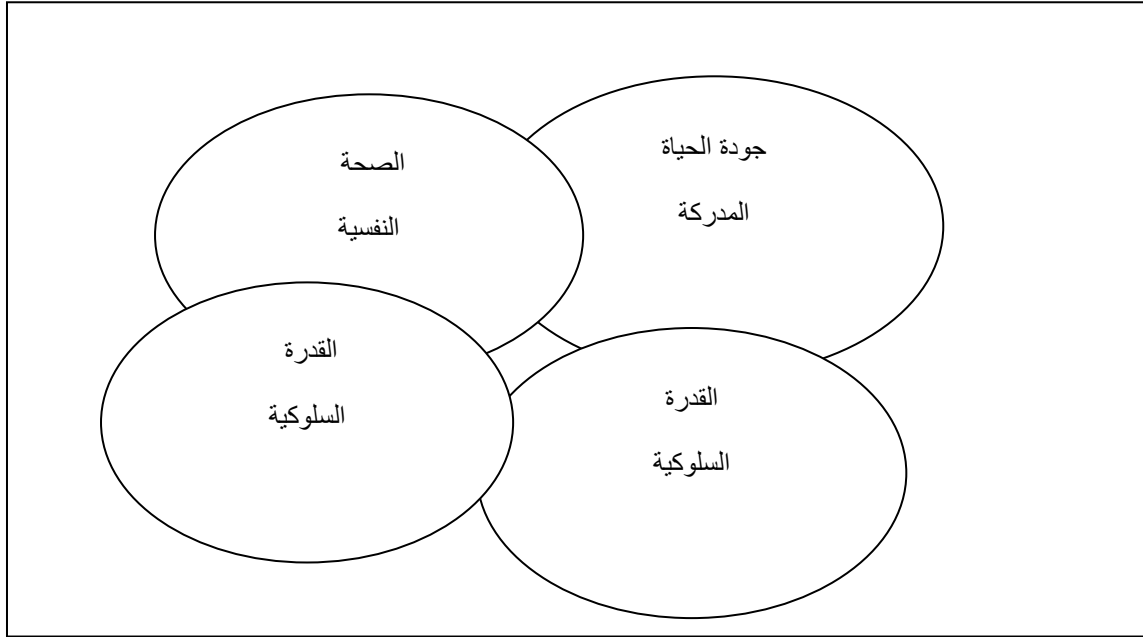 جودة الحياة
المدركة
الصحة
النفسية
القدرة
السلوكية
القدرة
السلوكية